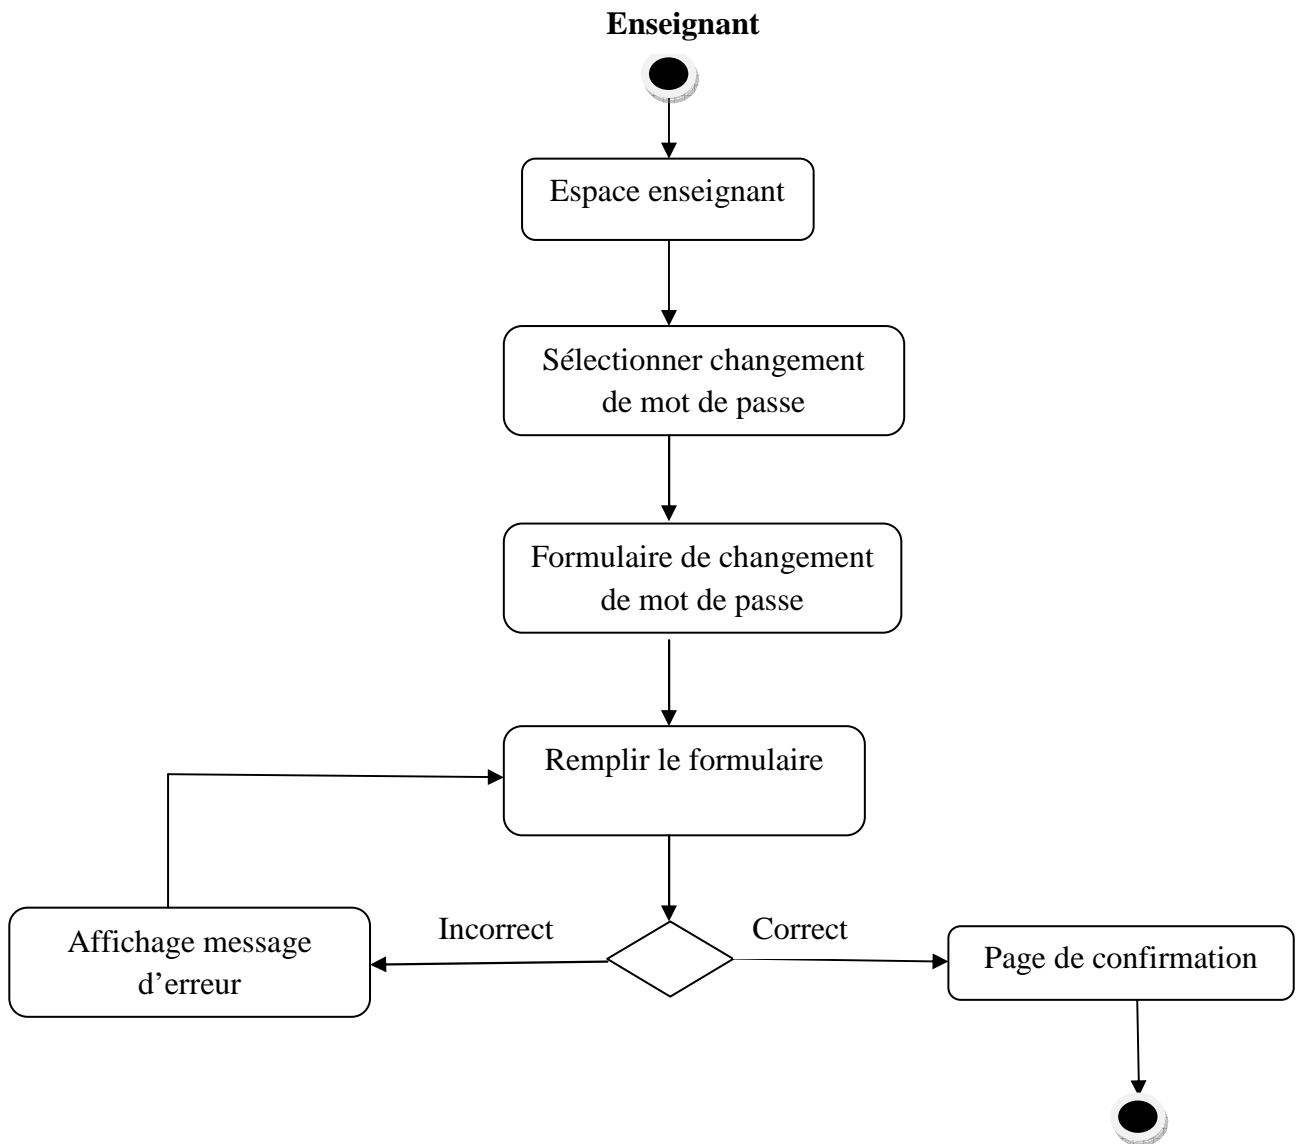 Enseignant
Espace enseignant
Sélectionner changement
de mot de passe
Formulaire de changement
de mot de passe
Remplir le formulaire
Affichage message
d’erreur
Incorrect
Correct
Page de confirmation